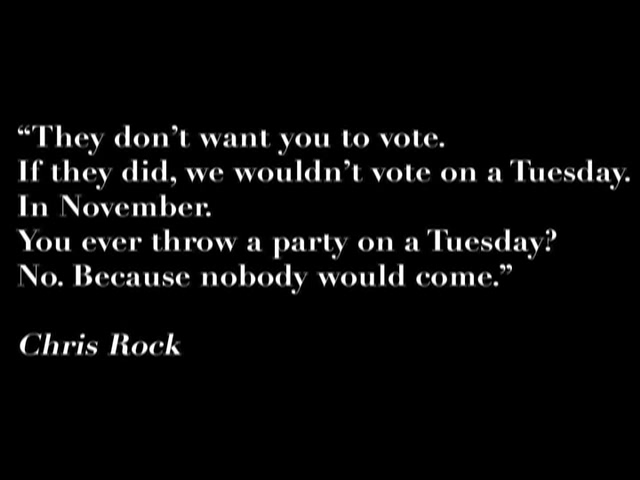 “They don’t want you to vote.
If they did, we wouldn’t vote on a Tuesday.
In November.
You ever throw a party on a Tuesday?
No. Because nobody would come.”
Chris Rock